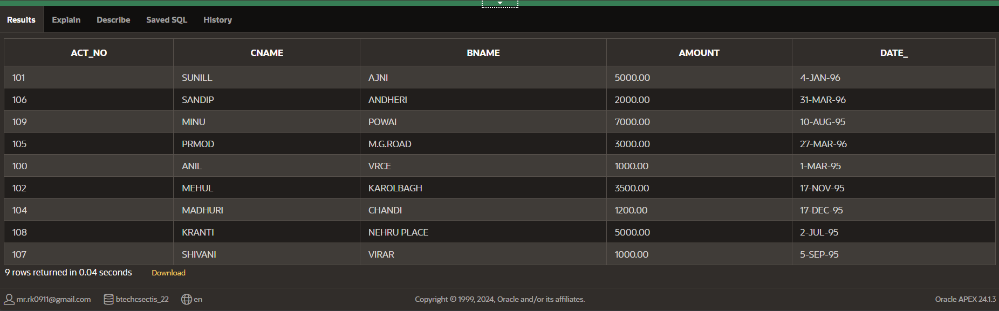 Results Explain Describe Saved SQL History
ACT_NO CNAME BNAME AMOUNT DATE_
101 SUNILL AJNI 5000.00 4-JAN-96
106 SANDIP ANDHERI 2000.00 31-MAR-96
109 MINU POWAI 7000.00 10-AUG-95
105 PRMOD M.G.ROAD 3000.00 27-MAR-96
100 ANIL VRCE 1000.00 1-MAR-95
102 MEHUL KAROLBAGH 3500.00 17-NOV-95
104 MADHURI CHANDI 1200.00 17-DEC-95
108 KRANTI NEHRU PLACE 5000.00 2-JUL-95
107 SHIVANI VIRAR 1000.00 5-SEP-95
9 rows returned in 0.04 seconds Download
mr.rk0911@gmail.com btechcsectis_22 en Copyright © 1999, 2024, Oracle and/or its affiliates. Oracle APEX 24.1.3